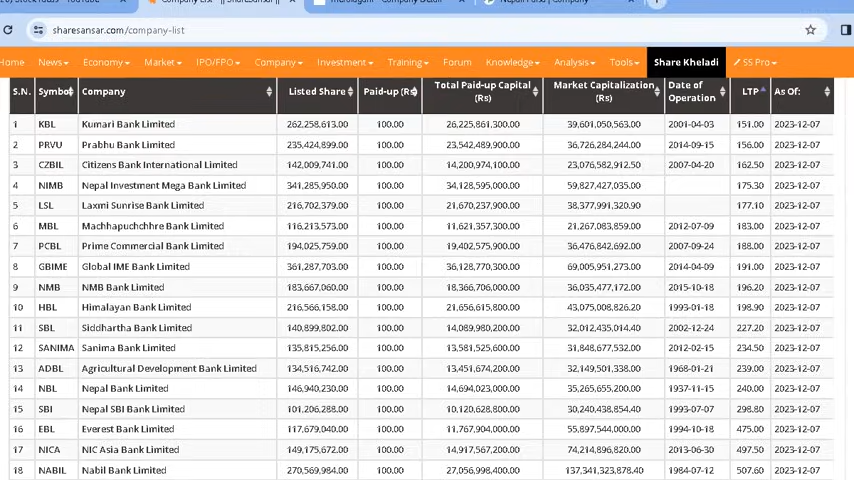 sharesansar.com/company-list
Home News Economy Market IPO/FPO Company Investment Training Forum Knowledge Analysis Tools Share Kheladi SS Pro
S.N. Symbol Company Listed Share Paid-up (Rs) Total Paid-up Capital (Rs) Market Capitalization (Rs) Date of Operation LTP As Of:
1 KBL Kumari Bank Limited 262,258,613.00 100.00 26,225,861,300.00 39,601,050,563.00 2001-04-03 151.00 2023-12-07
2 PRVU Prabhu Bank Limited 235,424,899.00 100.00 23,542,489,900.00 36,726,284,244.00 2014-09-15 156.00 2023-12-07
3 CZBIL Citizens Bank International Limited 142,009,741.00 100.00 14,200,974,100.00 23,076,582,912.50 2007-04-20 162.50 2023-12-07
4 NIMB Nepal Investment Mega Bank Limited 341,285,950.00 100.00 34,128,595,000.00 59,827,427,035.00 175.30 2023-12-07
5 LSL Laxmi Sunrise Bank Limited 216,702,379.00 100.00 21,670,237,900.00 38,377,991,320.90 177.10 2023-12-07
6 MBL Machhapuchchhre Bank Limited 116,213,573.00 100.00 11,621,357,300.00 21,267,083,859.00 2012-07-09 183.00 2023-12-07
7 PCBL Prime Commercial Bank Limited 194,025,759.00 100.00 19,402,575,900.00 36,476,842,692.00 2007-09-24 188.00 2023-12-07
8 GBIME Global IME Bank Limited 361,287,703.00 100.00 36,128,770,300.00 69,005,951,273.00 2014-04-09 191.00 2023-12-07
9 NMB NMB Bank Limited 183,667,060.00 100.00 18,366,706,000.00 36,035,477,172.00 2015-10-18 196.20 2023-12-07
10 HBL Himalayan Bank Limited 216,566,158.00 100.00 21,656,615,800.00 43,075,008,826.20 1993-01-18 198.90 2023-12-07
11 SBL Siddhartha Bank Limited 140,899,802.00 100.00 14,089,980,200.00 32,012,435,014.40 2002-12-24 227.20 2023-12-07
12 SANIMA Sanima Bank Limited 135,815,256.00 100.00 13,581,525,600.00 31,848,677,532.00 2012-02-15 234.50 2023-12-07
13 ADBL Agricultural Development Bank Limited 134,516,742.00 100.00 13,451,674,200.00 32,149,501,338.00 1968-01-21 239.00 2023-12-07
14 NBL Nepal Bank Limited 146,940,230.00 100.00 14,694,023,000.00 35,265,655,200.00 1937-11-15 240.00 2023-12-07
15 SBI Nepal SBI Bank Limited 101,206,288.00 100.00 10,120,628,800.00 30,240,438,854.40 1993-07-07 298.80 2023-12-07
16 EBL Everest Bank Limited 117,679,040.00 100.00 11,767,904,000.00 55,897,544,000.00 1994-10-18 475.00 2023-12-07
17 NICA NIC Asia Bank Limited 149,175,672.00 100.00 14,917,567,200.00 74,214,896,820.00 2013-06-30 497.50 2023-12-07
18 NABIL Nabil Bank Limited 270,569,984.00 100.00 27,056,998,400.00 137,341,323,878.40 1984-07-12 507.60 2023-12-07